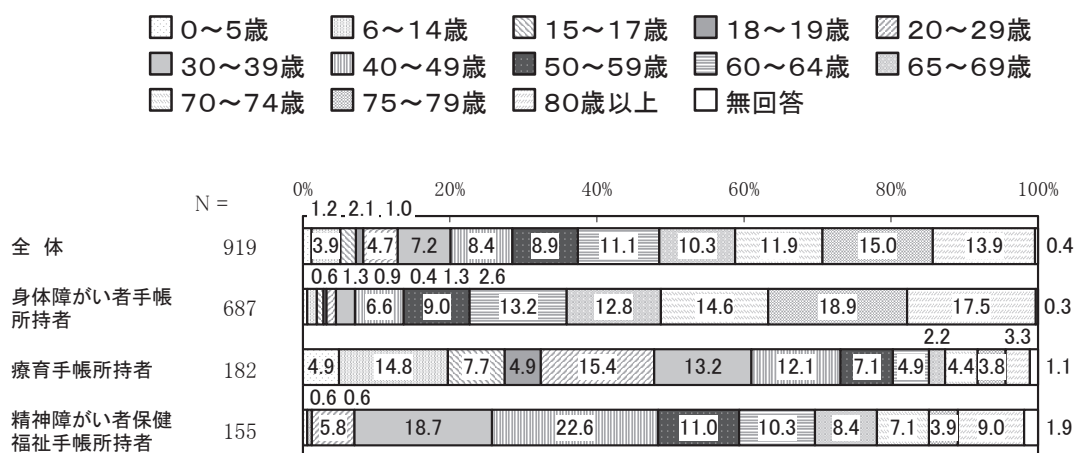 0～5歳 6～14歳 15～17歳 18～19歳 20～29歳
30～39歳 40～49歳 50～59歳 60～64歳 65～69歳
70～74歳 75～79歳 80歳以上 無回答
0% 20% 40% 60% 80% 100%
N =
1.2 2.1 1.0
全 体 919 3.9 4.7 7.2 8.4 8.9 11.1 10.3 11.9 15.0 13.9 0.4
0.6 1.3 0.9 0.4 1.3 2.6
身体障がい者手帳
所持者 687 6.6 9.0 13.2 12.8 14.6 18.9 17.5 0.3
2.2 3.3
療育手帳所持者 182 4.9 14.8 7.7 4.9 15.4 13.2 12.1 7.1 4.9 4.4 3.8 1.1
0.6 0.6
精神障がい者保健
福祉手帳所持者 155 5.8 18.7 22.6 11.0 10.3 8.4 7.1 3.9 9.0 1.9